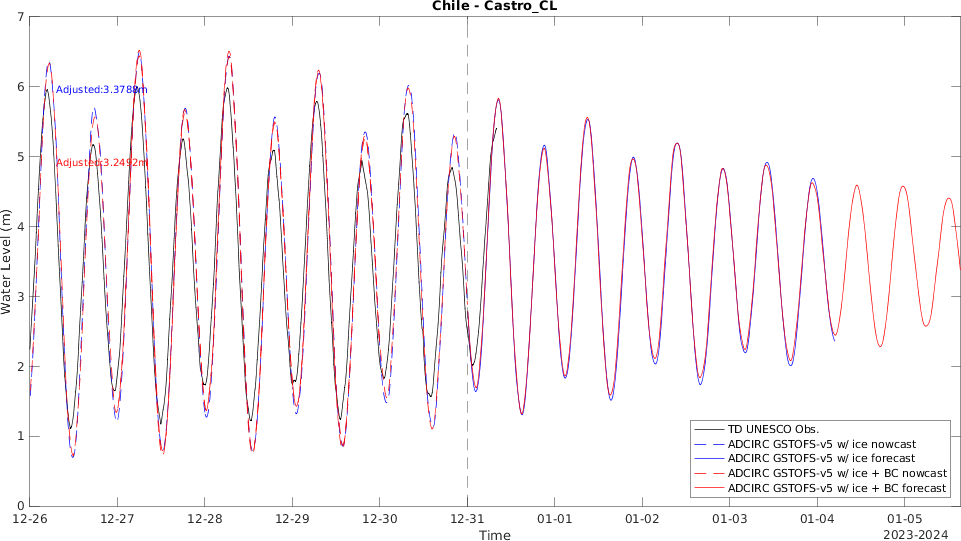 Chile - Castro_CL
7
6
5
4
3
2
1
0
Water Level (m)
Adjusted:3.3788m
Adjusted:3.2492m
TD UNESCO Obs.
ADCIRC GSTOFS-v5 w/ ice nowcast
ADCIRC GSTOFS-v5 w/ ice forecast
ADCIRC GSTOFS-v5 w/ ice + BC nowcast
ADCIRC GSTOFS-v5 w/ ice + BC forecast
12-26 12-27 12-28 12-29 12-30 12-31 01-01 01-02 01-03 01-04 01-05
Time
2023-2024